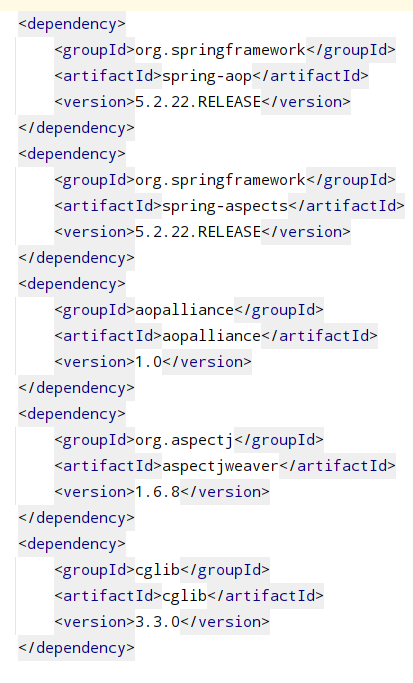 <dependency>
    <groupId>org.springframework</groupId>
    <artifactId>spring-aop</artifactId>
    <version>5.2.22.RELEASE</version>
</dependency>
<dependency>
    <groupId>org.springframework</groupId>
    <artifactId>spring-aspects</artifactId>
    <version>5.2.22.RELEASE</version>
</dependency>
<dependency>
    <groupId>aopalliance</groupId>
    <artifactId>aopalliance</artifactId>
    <version>1.0</version>
</dependency>
<dependency>
    <groupId>org.aspectj</groupId>
    <artifactId>aspectjweaver</artifactId>
    <version>1.6.8</version>
</dependency>
<dependency>
    <groupId>cglib</groupId>
    <artifactId>cglib</artifactId>
    <version>3.3.0</version>
</dependency>